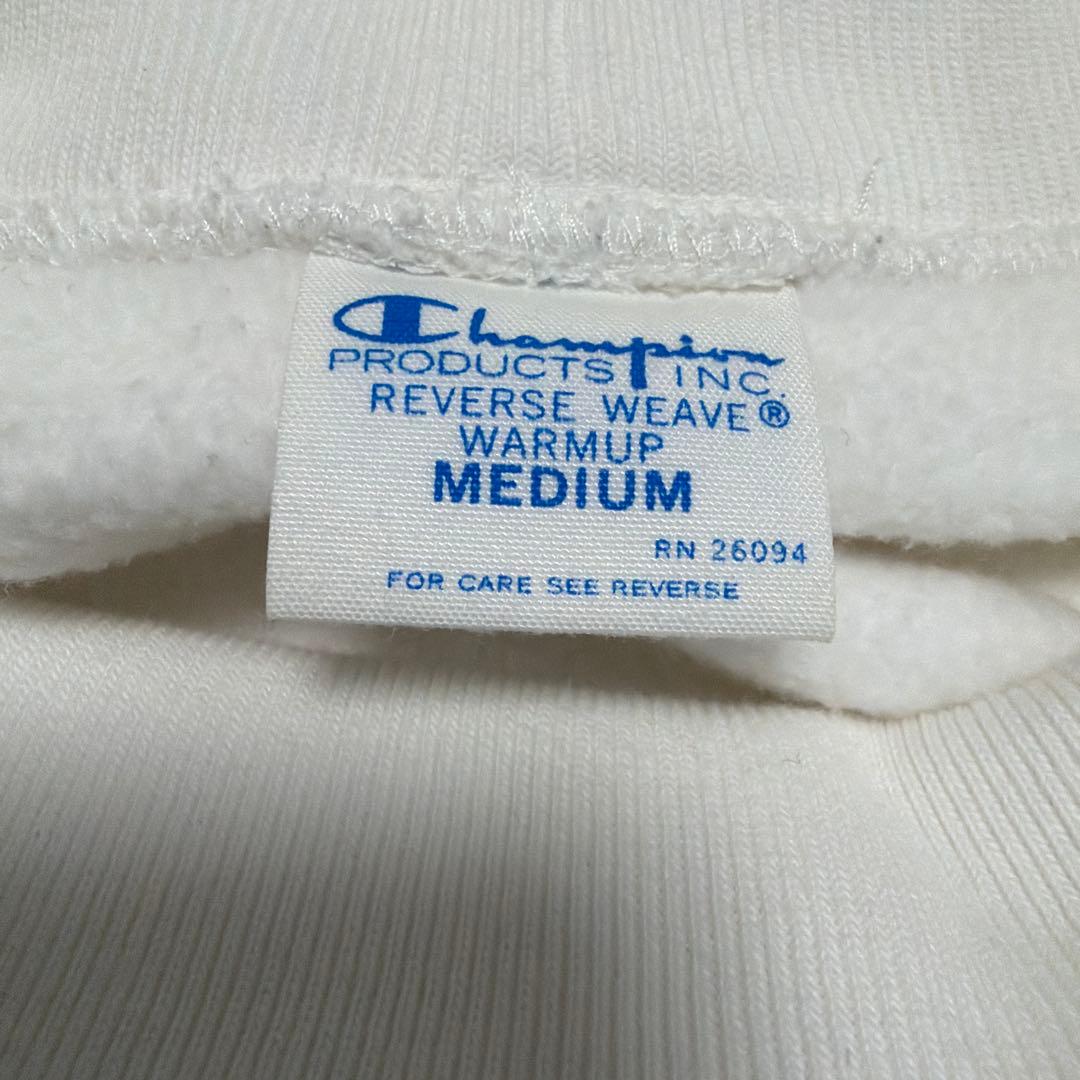 Champion
PRODUCTS INC.
REVERSE WEAVE®
WARMUP
MEDIUM
RN 26094
FOR CARE SEE REVERSE